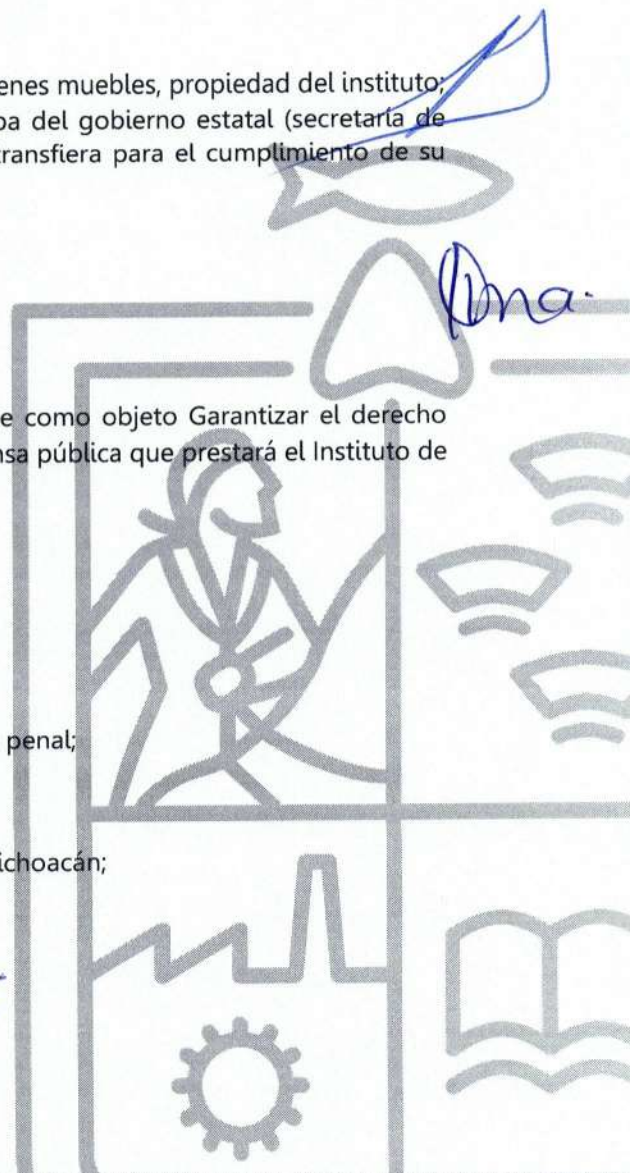 enes muebles, propiedad del instituto;
pa del gobierno estatal (secretaría de
transfiera para el cumplimiento de su
e como objeto Garantizar el derecho
nsa pública que prestará el Instituto de
penal;
ichoacán;